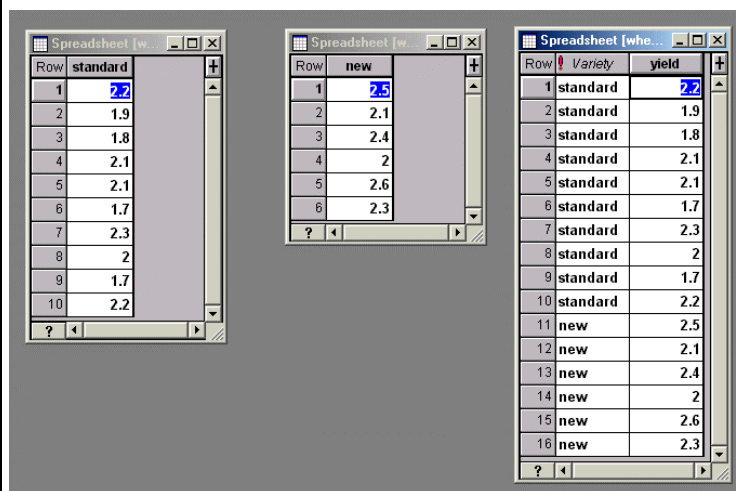 Spreadsheet [w...
Row standard
1 2.2
2 1.9
3 1.8
4 2.1
5 2.1
6 1.7
7 2.3
8 2
9 1.7
10 2.2
?
Spreadsheet [w...
Row new
1 2.5
2 2.1
3 2.4
4 2
5 2.6
6 2.3
?
Spreadsheet [whe...
Row ! Variety yield
1 standard 2.2
2 standard 1.9
3 standard 1.8
4 standard 2.1
5 standard 2.1
6 standard 1.7
7 standard 2.3
8 standard 2
9 standard 1.7
10 standard 2.2
11 new 2.5
12 new 2.1
13 new 2.4
14 new 2
15 new 2.6
16 new 2.3
?